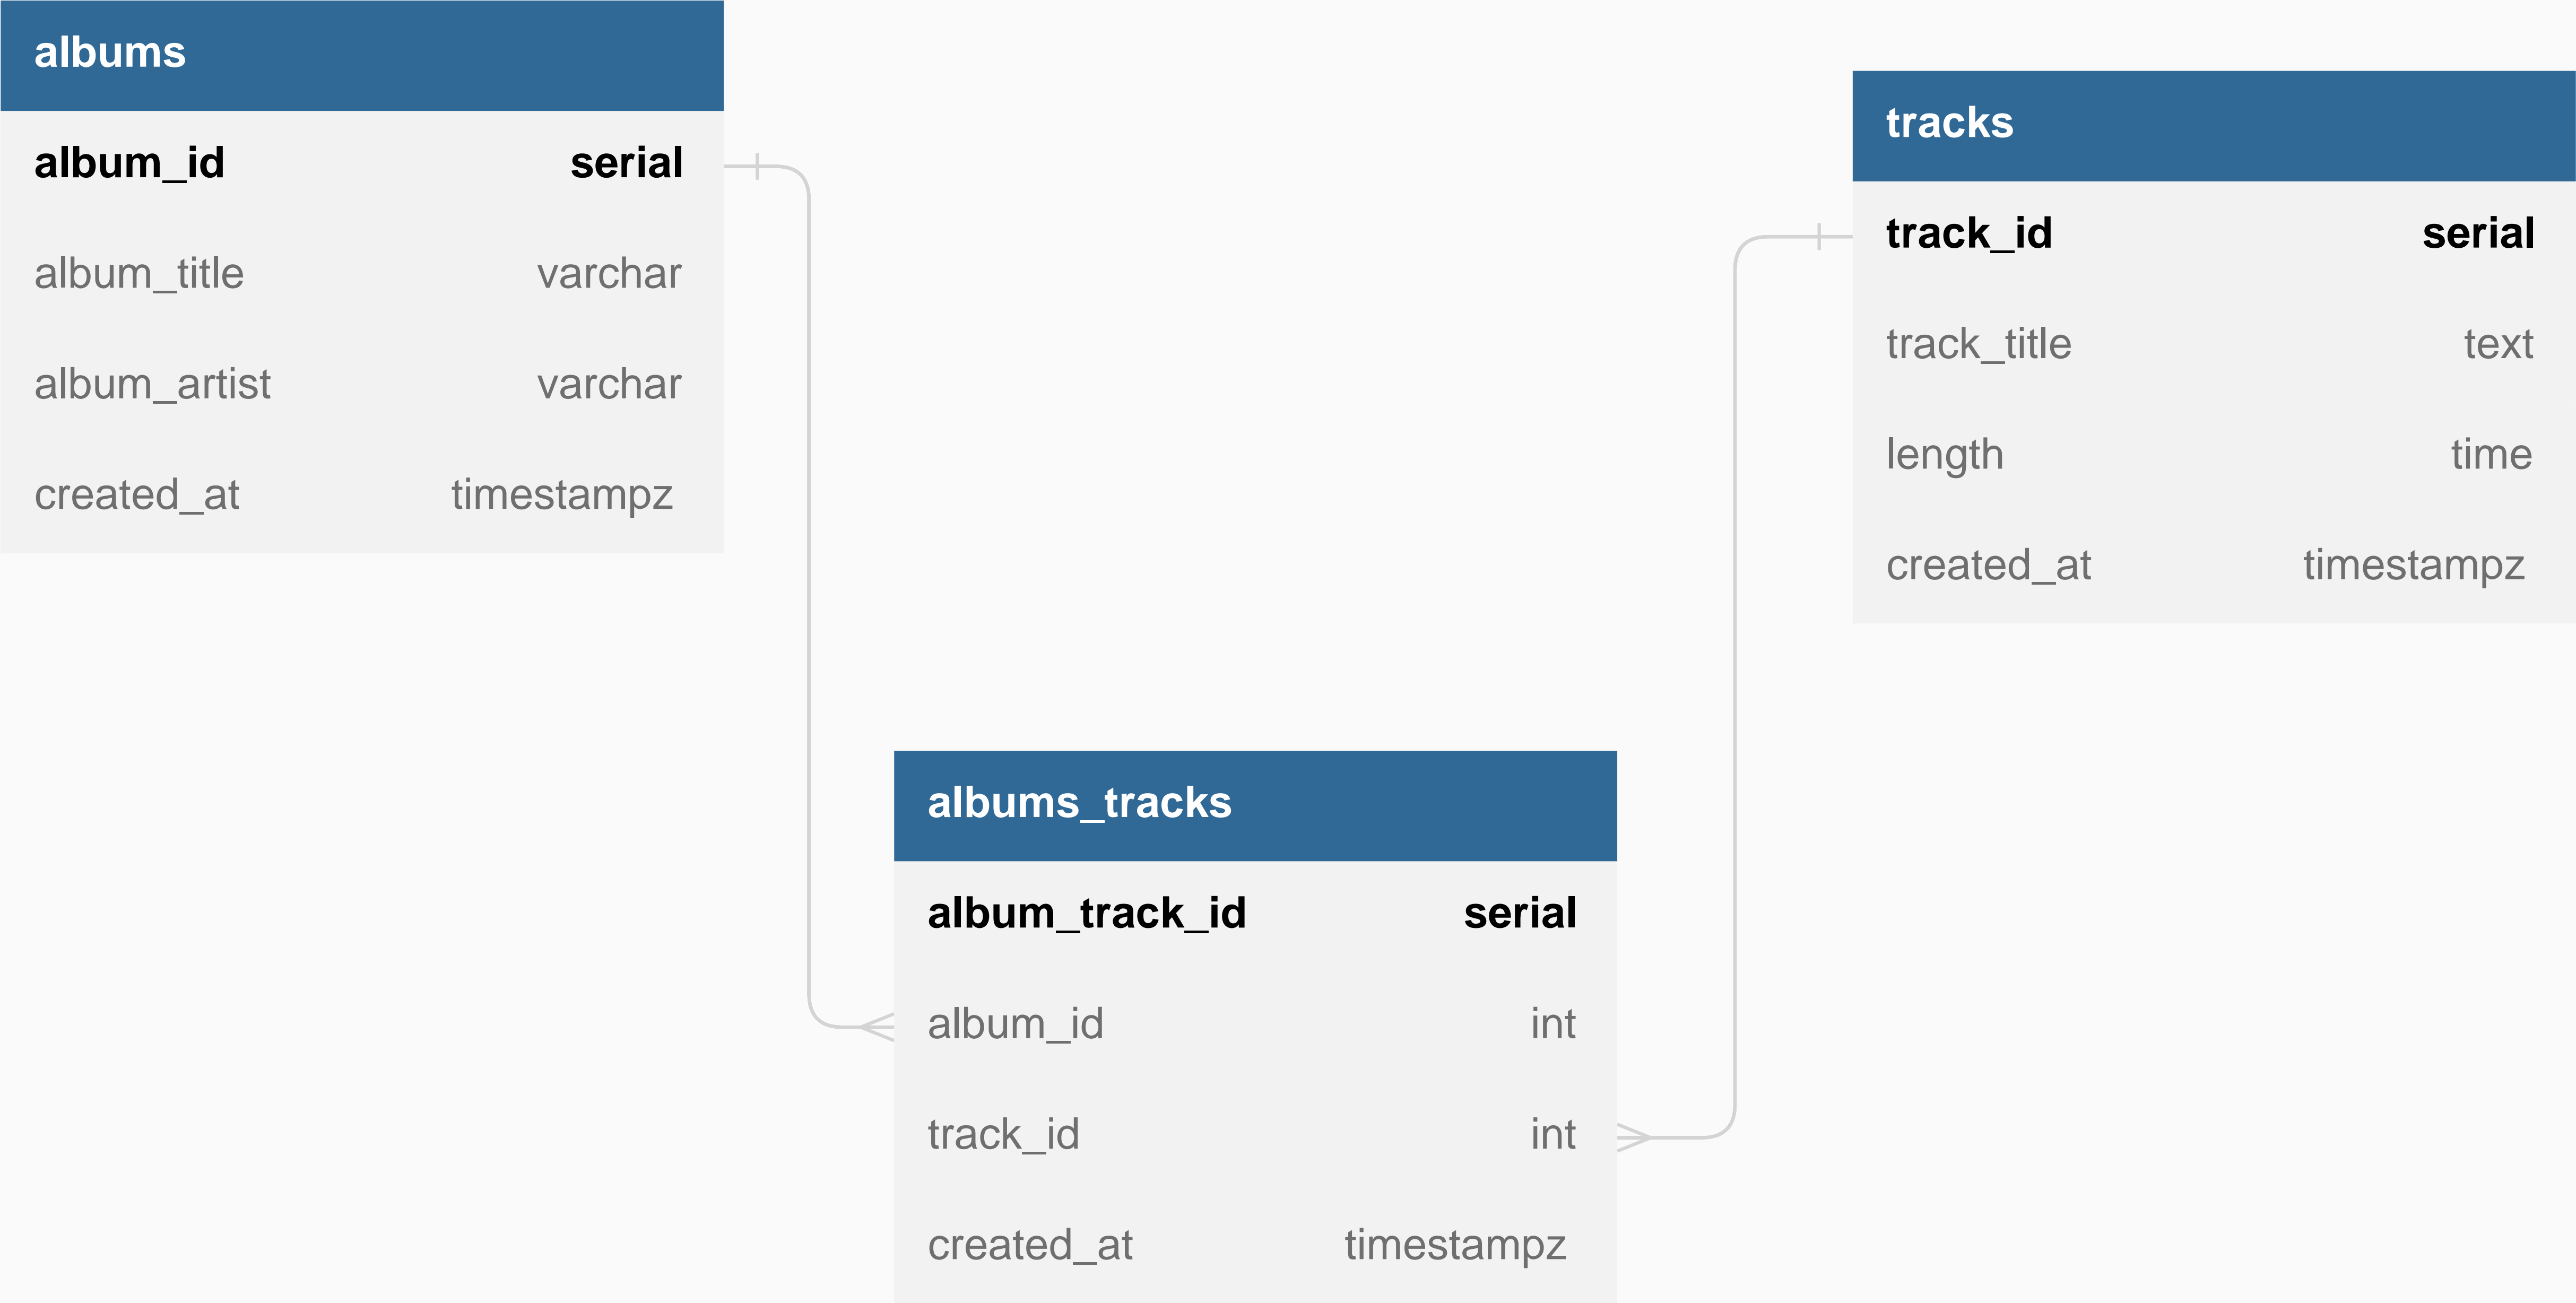 albums
album_id serial
album_title varchar
album_artist varchar
created_at timestampz
tracks
track_id serial
track_title text
length time
created_at timestampz
albums_tracks
album_track_id serial
album_id int
track_id int
created_at timestampz